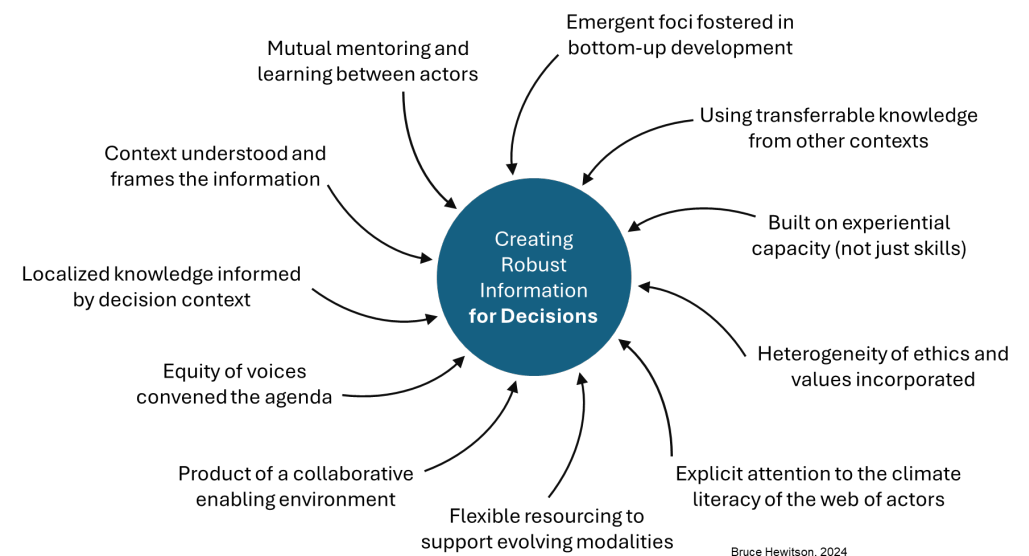 Emergent foci fostered in
bottom-up development
Mutual mentoring and
learning between actors
Using transferrable knowledge
from other contexts
Context understood and
frames the information
Built on experiential
capacity (not just skills)
Creating
Robust
Information
for Decisions
Localized knowledge informed
by decision context
Heterogeneity of ethics and
values incorporated
Equity of voices
convened the agenda
Product of a collaborative
enabling environment
Explicit attention to the climate
literacy of the web of actors
Flexible resourcing to
support evolving modalities
Bruce Hewitson, 2024